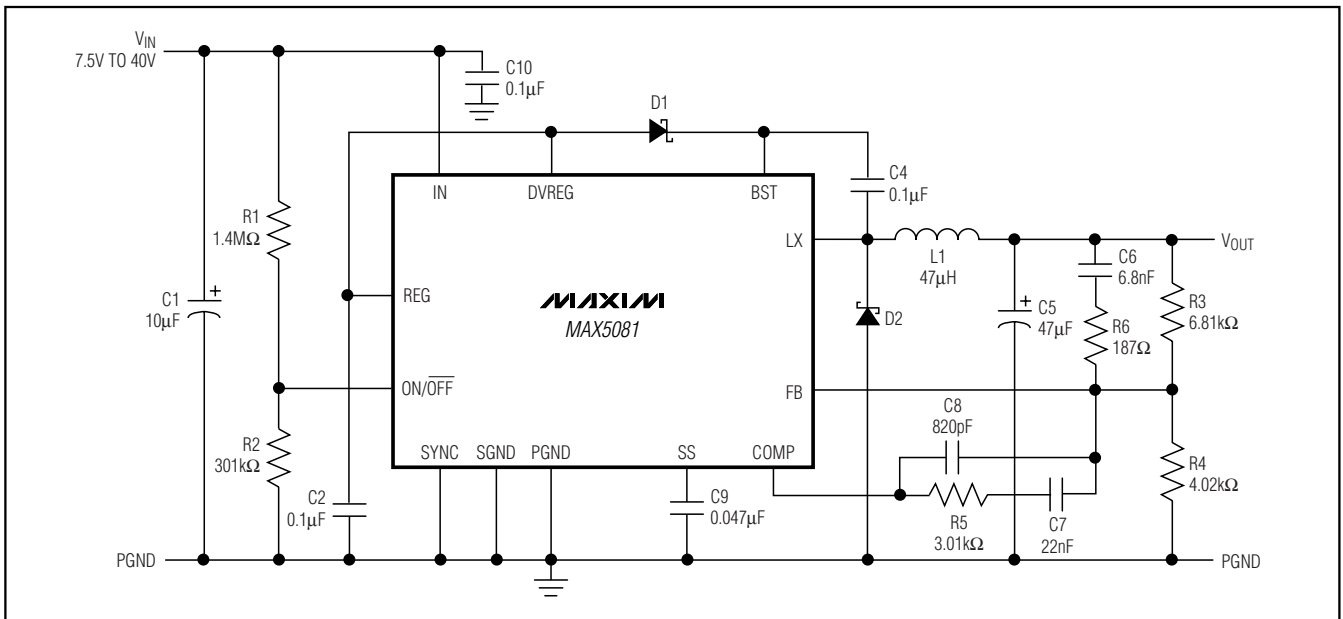 VIN
7.5V TO 40V
C10
0.1µF
D1
IN
DVREG
BST
C4
0.1µF
R1
1.4MΩ
LX
L1
47µH
VOUT
C6
6.8nF
C1
+
10µF
REG
MAXIM
MAX5081
D2
+
C5
47µF
R6
187Ω
R3
6.81kΩ
ON/OFF
FB
R2
301kΩ
C8
820pF
SYNC
SGND
PGND
SS
COMP
R4
4.02kΩ
C2
0.1µF
C9
0.047µF
R5
3.01kΩ
C7
22nF
PGND
PGND